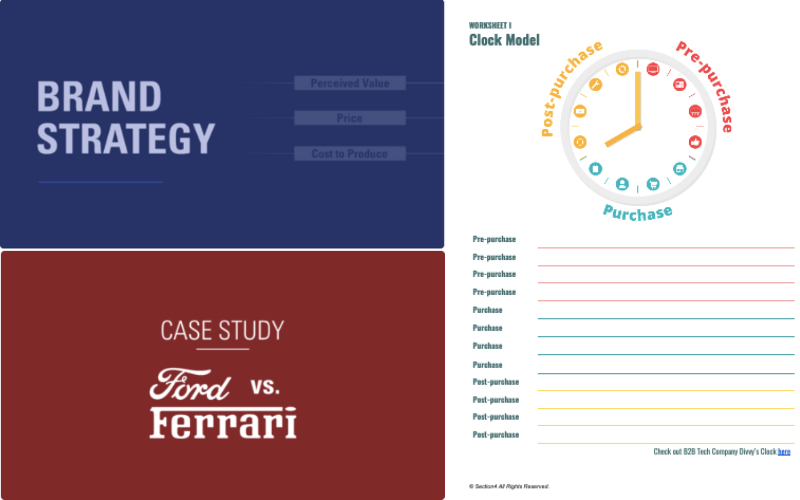 BRAND
STRATEGY
Perceived Value
Price
Cost to Produce
CASE STUDY
Ford vs.
Ferrari
WORKSHEET I
Clock Model
Post-purchase
Pre-purchase
Purchase
Pre-purchase
Pre-purchase
Pre-purchase
Pre-purchase
Purchase
Purchase
Purchase
Purchase
Post-purchase
Post-purchase
Post-purchase
Post-purchase
Check out B2B Tech Company Divvy's Clock here
© Section4 All Rights Reserved.